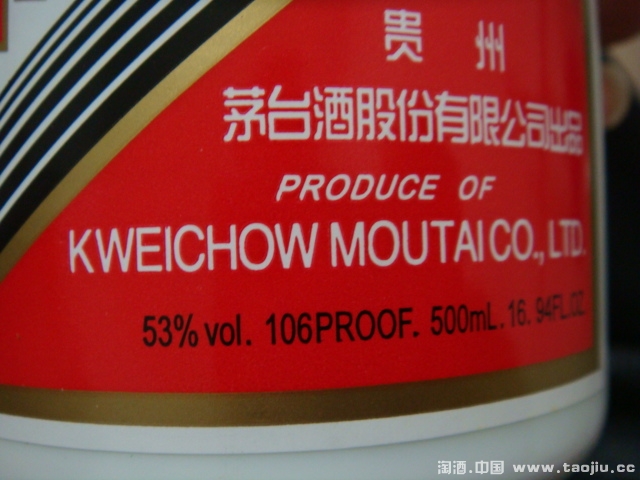 贵州
茅台酒股份有限公司出品
PRODUCE OF
KWEICHOW MOUTAI CO., LTD.
53% vol. 106PROOF. 500mL. 16. 94FL.OZ.
淘酒.中国 www.taojiu.cc